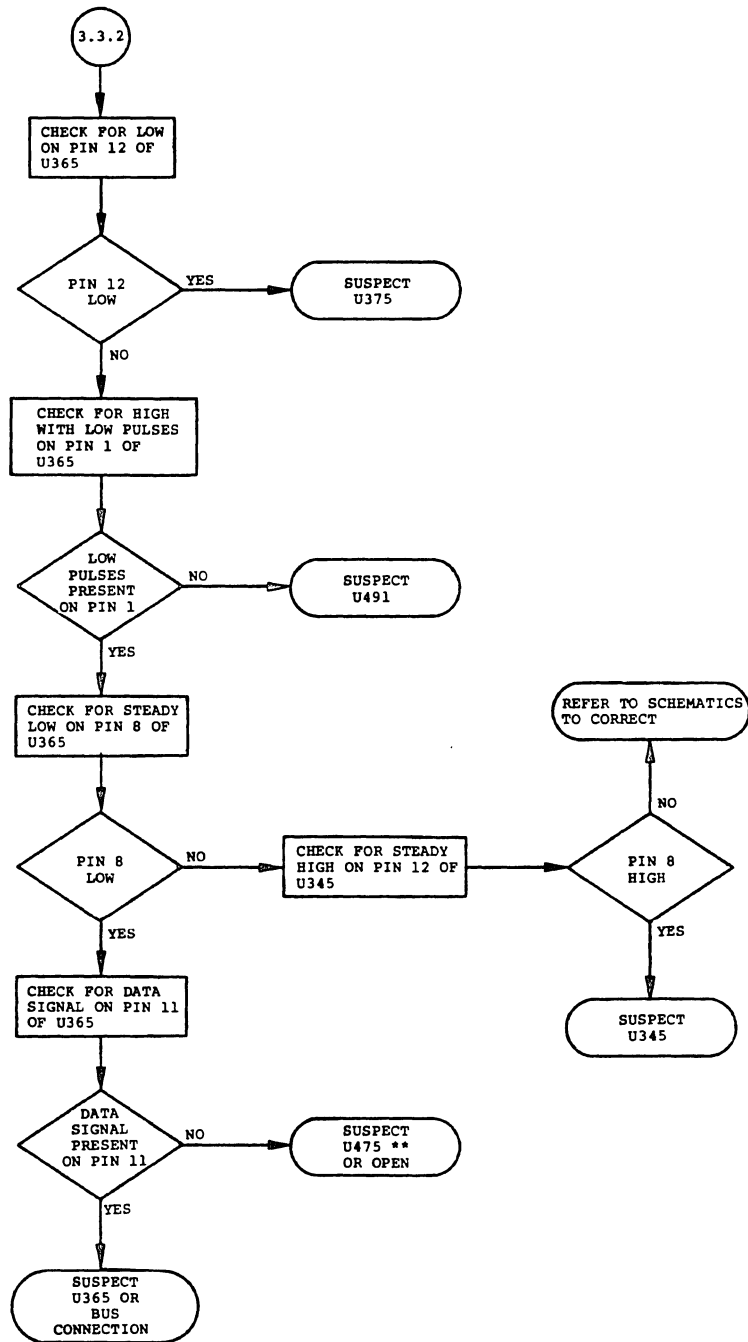 3.3.2
CHECK FOR LOW
ON PIN 12 OF
U365
PIN 12
LOW
YES
SUSPECT
U375
NO
CHECK FOR HIGH
WITH LOW PULSES
ON PIN 1 OF
U365
LOW
PULSES
PRESENT
ON PIN 1
NO
SUSPECT
U491
YES
CHECK FOR STEADY
LOW ON PIN 8 OF
U365
REFER TO SCHEMATICS
TO CORRECT
NO
PIN 8
LOW
NO
CHECK FOR STEADY
HIGH ON PIN 12 OF
U345
PIN 8
HIGH
YES
YES
CHECK FOR DATA
SIGNAL ON PIN 11
OF U365
SUSPECT
U345
DATA
SIGNAL
PRESENT
ON PIN 11
NO
SUSPECT
U475 **
OR OPEN
YES
SUSPECT
U365 OR
BUS
CONNECTION